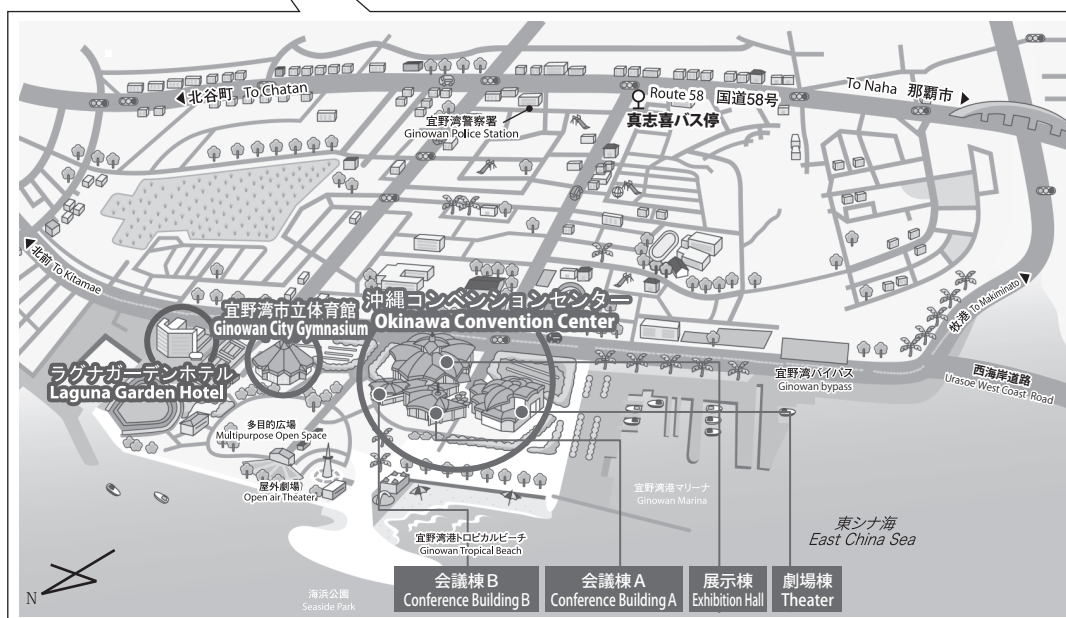 ◀北谷町 To Chatan
宜野湾警察署
Ginowan Police Station
Route 58 国道58号
真志喜バス停
To Naha 那覇市▶
◀北前 To Kitamae
宜野湾市立体育館
Ginowan City Gymnasium
沖縄コンベンションセンター
Okinawa Convention Center
牧港 To Makiminato▶
ラグナガーデンホテル
Laguna Garden Hotel
宜野湾バイパス
Ginowan bypass
西海岸道路
Urasoe West Coast Road
多目的広場
Multipurpose Open Space
屋外劇場)
Open air Theater
宜野湾港マリーナ
Ginowan Marina
宜野湾港トロピカルビーチ
Ginowan Tropical Beach
東シナ海
East China Sea
会議棟B
Conference Building B
会議棟A
Conference Building A
展示棟
Exhibition Hall
劇場棟
Theater
海浜公園
Seaside Park
N